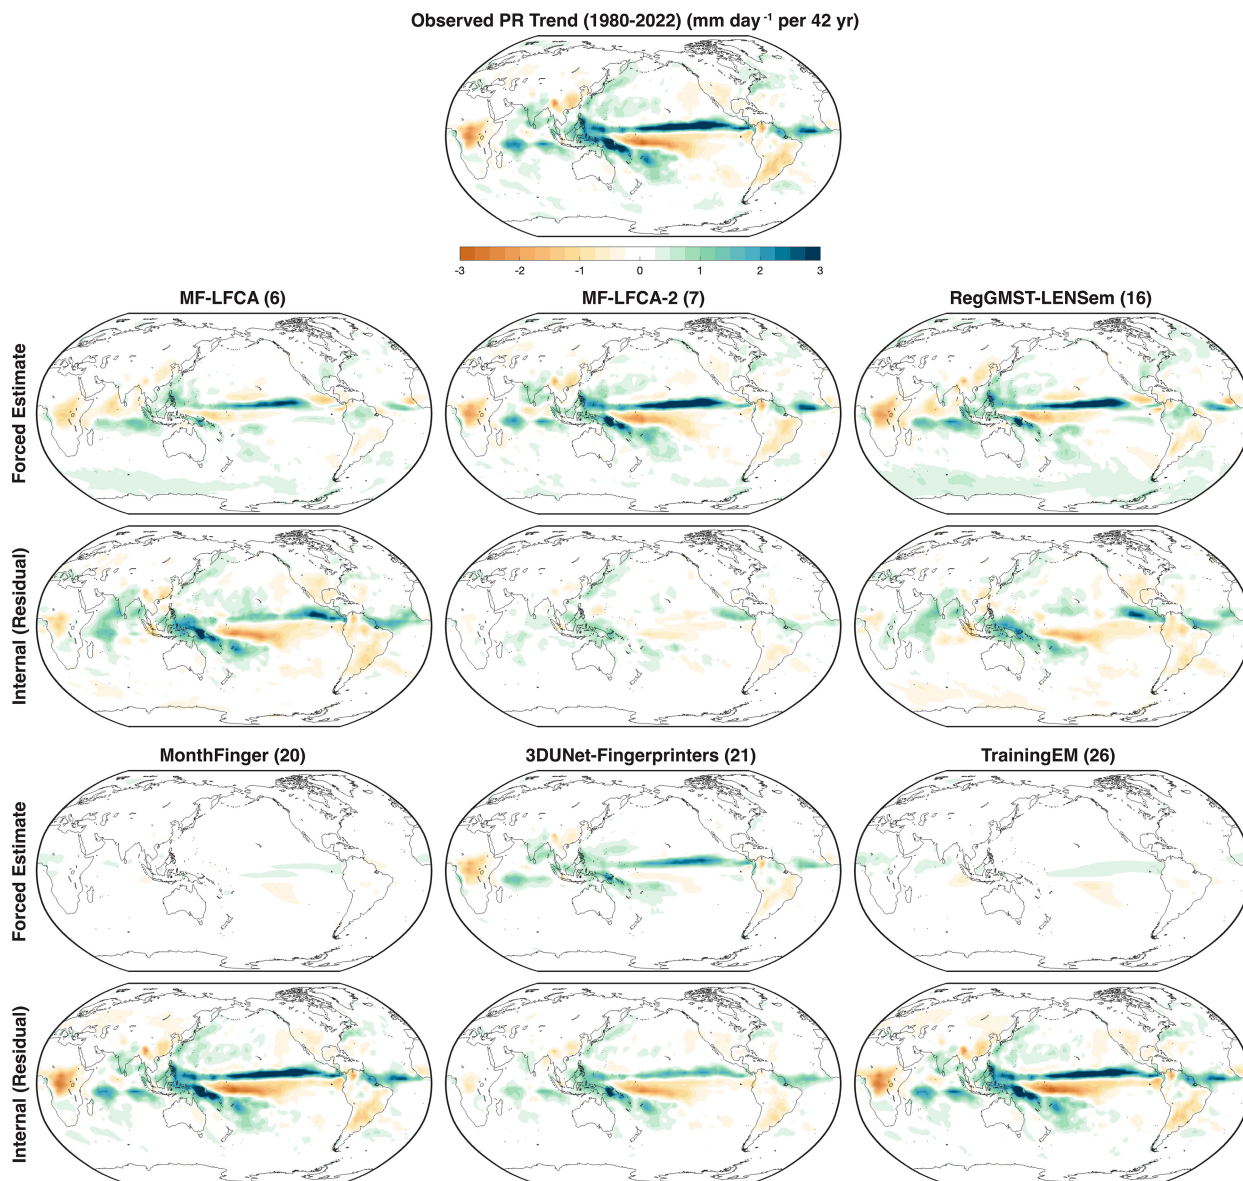 Observed PR Trend (1980-2022) (mm day⁻¹ per 42 yr)
-3 -2 -1 0 1 2 3
MF-LFCA (6) MF-LFCA-2 (7) RegGMST-LENSem (16)
Forced Estimate
Internal (Residual)
MonthFinger (20) 3DUNet-Fingerprinters (21) TrainingEM (26)
Forced Estimate
Internal (Residual)